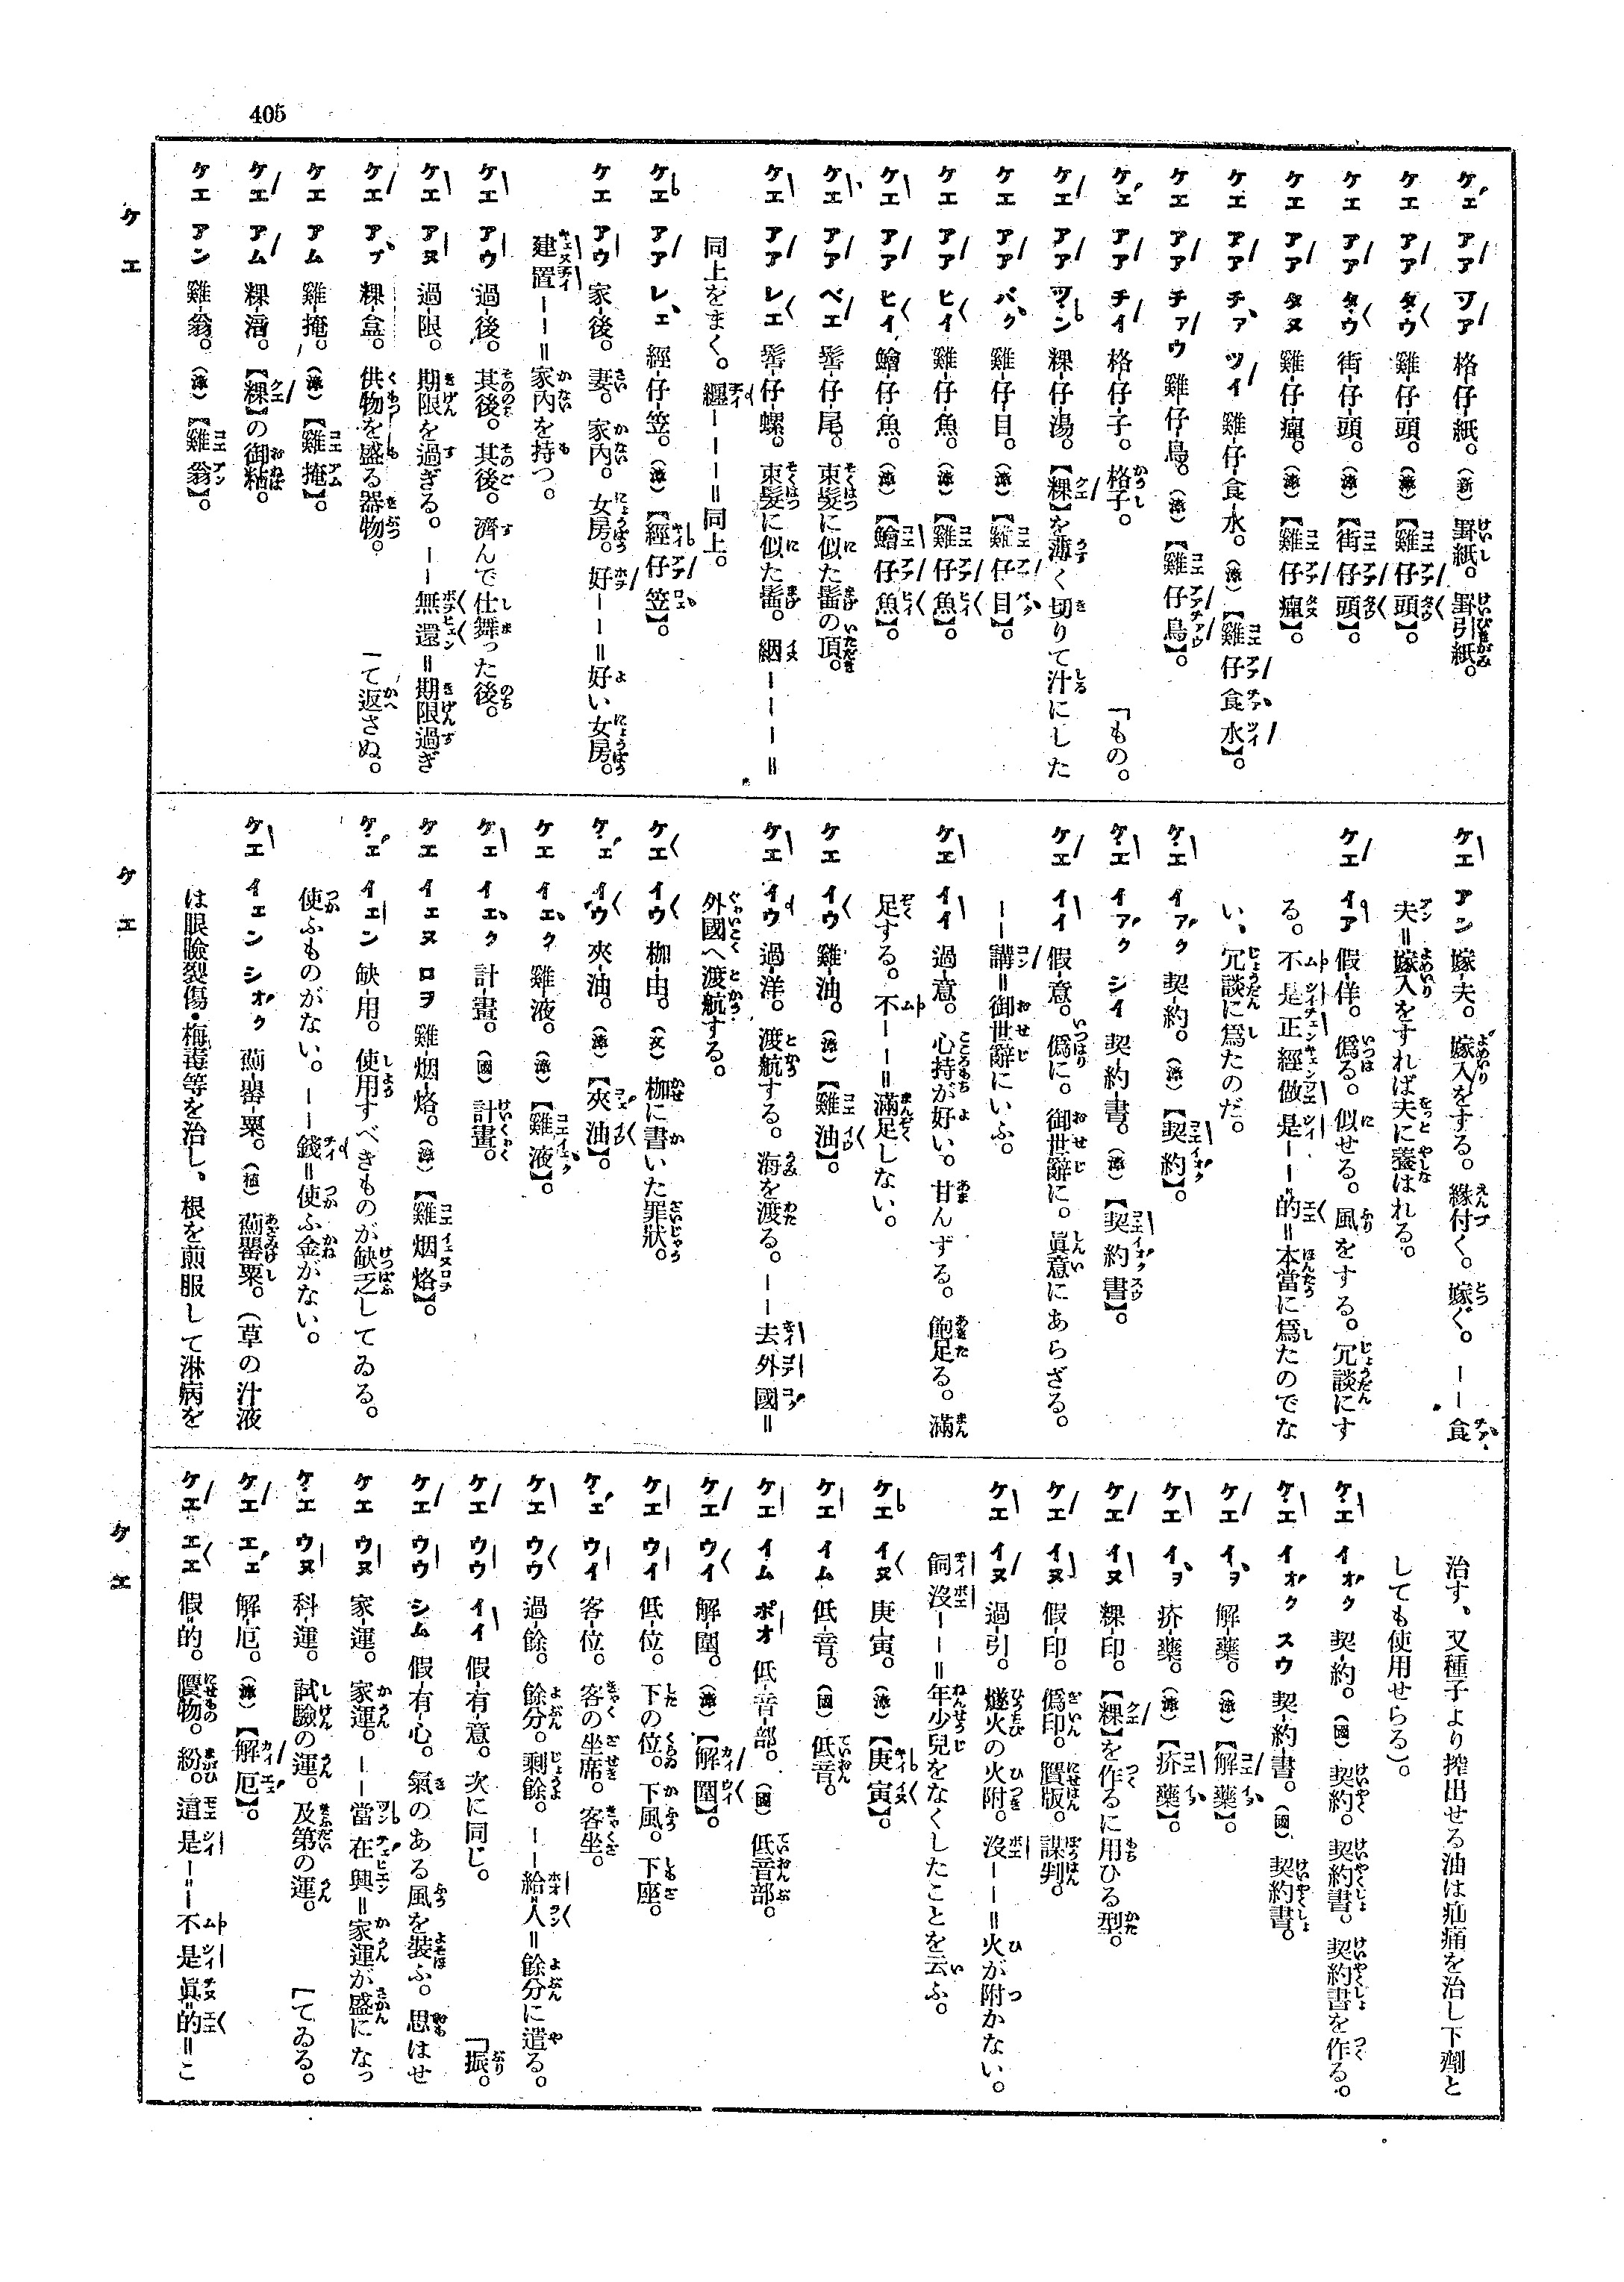 405
ケエ アア ツア 格-仔-紙。(新) 罫紙。罫引紙。
ケエ アア タウ 雞-仔-頭。(漳)【雞仔頭】。
ケエ アア タウ 街-仔-頭。(漳)【街仔頭】。
ケエ アア タヌ 雞-仔-瘟。(漳)【雞仔瘟】。
ケエ アア チア ツイ 雞-仔-食-水。(漳)【雞仔食水】。
ケエ アア チアウ 雞-仔-鳥。(漳)【雞仔鳥】。
ケエ アア チイ 格-仔-子。格子。 「もの。
ケエ アア 粿-仔-湯。【粿】を薄く切りて汁にした
ケエ アア バク 雞-仔-目。(漳)【雞仔目】。
ケエ アア ヒイ 雞-仔-魚。(漳)【雞仔魚】。
ケエ アア ヒイ 鱠-仔-魚。(漳)【鱠仔魚】。
ケエ アア ベエ 髻-仔-尾。束髮に似た髷の頂。
ケエ アア レエ 髻-仔-螺。束髮に似た髷。絪----=
同上をまく。---=同上。
ケエ アア レエ 經-仔-笠。(漳)【經仔笠】。
ケエ アウ 家-後。妻。家內。女房。好--=好い女房。
建置--=家內を持つ。
ケエ アウ 過-後。其後。其後。濟んで仕舞った後。
ケエ アヌ 過-限。期限を過ぎる。--無還=期限過ぎ
ケエ アプ 粿-盒。供物を盛る器物。 ーて返さぬ。
ケエ アム 雞-掩。(漳)【雞掩】。
ケエ アム 粿-㴷。【粿】の御粘。
ケエ アン 雞-翁。(漳)【雞翁】。
ケエ
ケエ アン 嫁-夫。嫁入をする。緣付く。嫁ぐ。--食
夫=嫁入をすれば夫に養はれる。
ケエ イア 假-佯。僞る。似せる。風をする。冗談にす
る。不是正經做是--的=本當に爲たのでな
い、冗談に爲たのだ。
ケエ イアク 契-約。(漳)【契約】。
ケエ イアク シイ 契-約-書。(漳)【契約書】。
ケエ イイ 假-意。僞に。御世辭に。眞意にあらざる。
--講=御世辭にいふ。
ケエ イイ 過-意。心持が好い。甘んずる。飽足る。滿
足する。不--=滿足しない。
ケエ イウ 雞-油。(漳)【雞油】。
ケエ イウ 過-洋。渡航する。海を渡る。--去外國=
外國へ渡航する。
ケエ イウ 枷-由。(文) 枷に書いた罪狀。
ケエ イウ 夾-油。(漳)【夾油】。
ケエ イエク 雞-液。(漳)【雞液】。
ケエ イエク 計-畫。(國) 計畫。
ケエ イエヌ ロヲ 雞-烟-烙。(漳)【雞烟烙】。
ケエ イエン 缺-用。使用すべきものが缺乏してゐる。
使ふものがない。--錢=使ふ金がない。
ケエ イエン シオク 薊-罌-粟。(植) 薊罌粟。(草の汁液
は眼瞼裂傷・梅毒等を治し、根を煎服して淋病を
ケエ
治す、又種子より搾出せる油は疝痛を治し下劑と
しても使用せらる)。
ケエ イオク 契-約。(國) 契約。契約書。契約書を作る。
ケエ イオク スウ 契-約-書。(國) 契約書。
ケエ イヲ 解-藥。(漳)【解藥】。
ケエ イヲ 疥-藥。(漳)【疥藥】。
ケエ イヌ 粿-印。【粿】を作るに用ひる型。
ケエ イヌ 假-印。僞印。贋版。謀判。
ケエ イヌ 過-引。燧火の火附。沒--=火が附かない。
飼沒--=年少兒をなくしたことを云ふ。
ケエ イヌ 庚-寅。(漳)【庚寅】。
ケエ イム 低-音。(國) 低音。
ケエ イム ポオ 低-音-部。(國) 低音部。
ケエ ウイ 解-圍。(漳)【解圍】。
ケエ ウイ 低-位。下の位。下風。下座。
ケエ ウイ 客-位。客の坐席。客坐。
ケエ ウウ 過-餘。餘分。剩餘。--給人=餘分に遣る。
ケエ ウウ イイ 假-有-意。次に同じ。 「振。
ケエ ウウ シム 假-有-心。氣のある風を裝ふ。思はせ
ケエ ウヌ 家-運。家運。--當在興=家運が盛になっ
ケエ ウヌ 科-運。試驗の運。及第の運。 ーてゐる。
ケエ エエ 解-厄。(漳)【解厄】。
ケエ エエ 假-的。贋物。紛。這是--=不是眞的=こ
ケエ